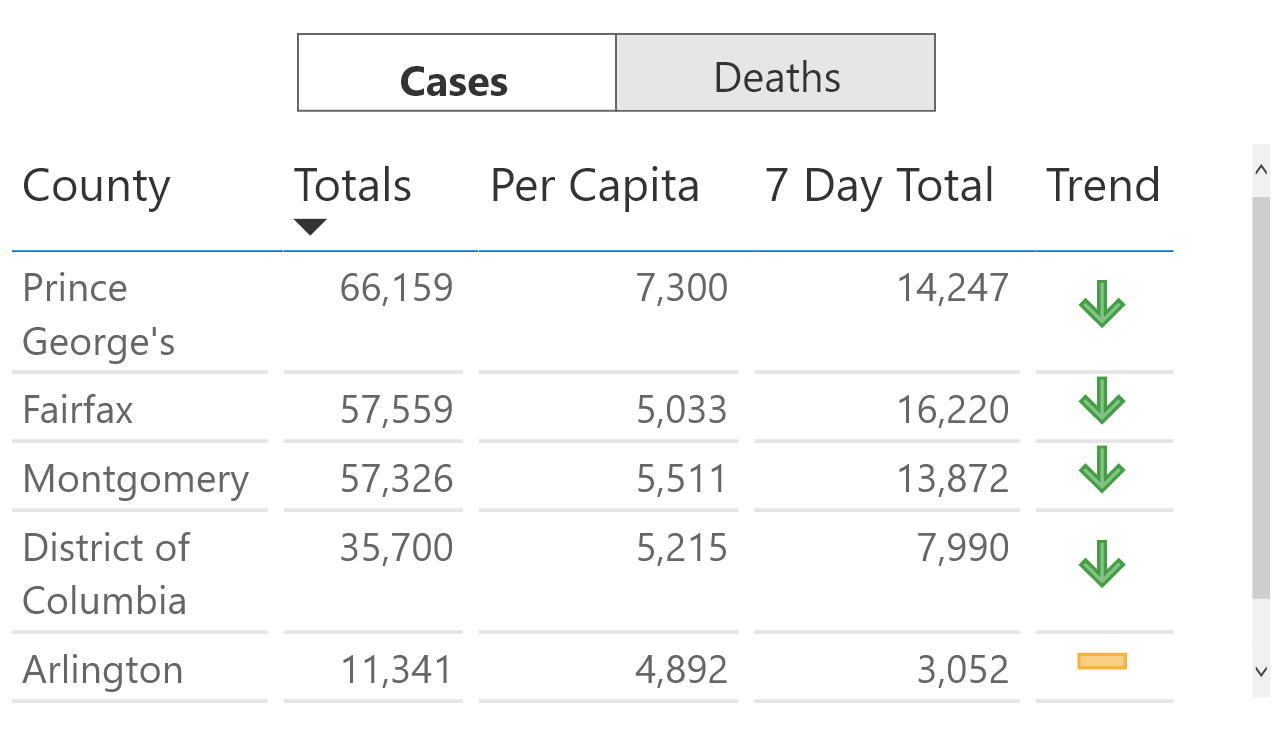 Cases Deaths
County Totals Per Capita 7 Day Total Trend
Prince 66,159 7,300 14,247
George's
Fairfax 57,559 5,033 16,220
Montgomery 57,326 5,511 13,872
District of 35,700 5,215 7,990
Columbia
Arlington 11,341 4,892 3,052